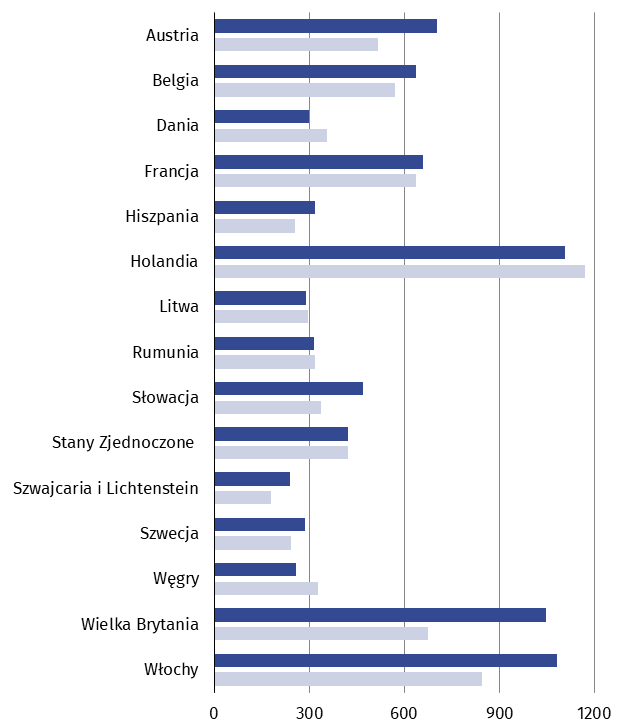 Austria
Belgia
Dania
Francja
Hiszpania
Holandia
Litwa
Rumunia
Słowacja
Stany Zjednoczone
Szwajcaria i Lichtenstein
Szwecja
Węgry
Wielka Brytania
Włochy
0 300 600 900 1200